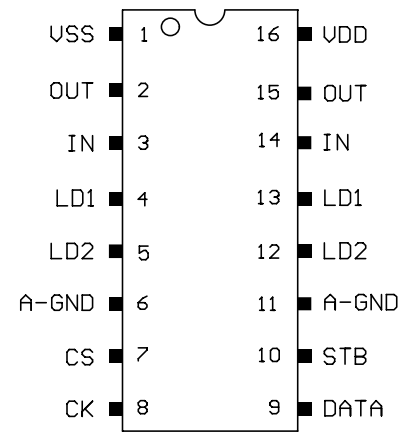 VSS 1 16 VDD
OUT 2 15 OUT
IN 3 14 IN
LD1 4 13 LD1
LD2 5 12 LD2
A-GND 6 11 A-GND
CS 7 10 STB
CK 8 9 DATA